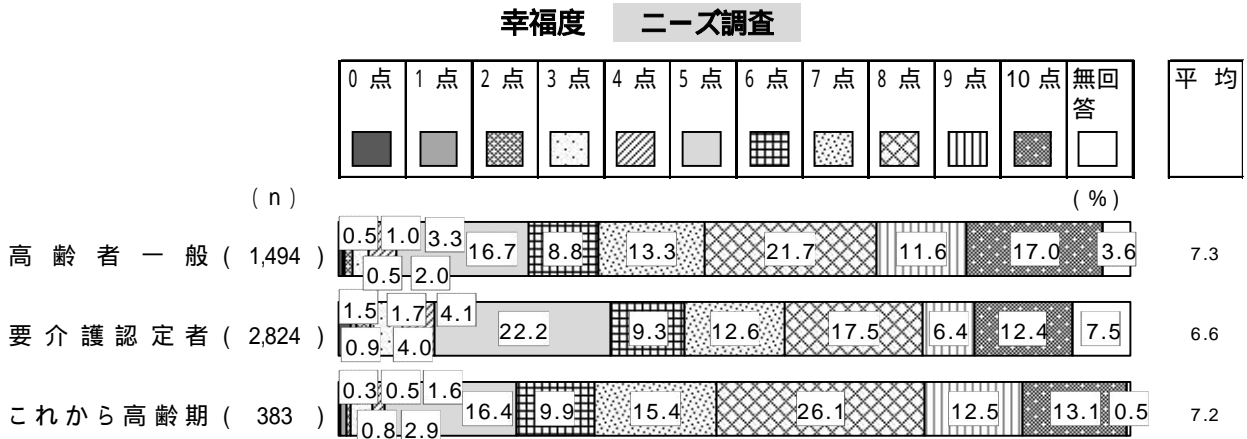 幸福度 ニーズ調査
0 点 1 点 2 点 3 点 4 点 5 点 6 点 7 点 8 点 9 点 10 点 無回答 平 均
( n ) ( % )
0.5 1.0 3.3
高 齢 者 一 般 ( 1,494 ) 16.7 8.8 13.3 21.7 11.6 17.0 3.6 7.3
0.5 2.0
1.5 1.7 4.1
要 介 護 認 定 者 ( 2,824 ) 22.2 9.3 12.6 17.5 6.4 12.4 7.5 6.6
0.9 4.0
0.3 0.5 1.6
これから高齢期 ( 383 ) 16.4 9.9 15.4 26.1 12.5 13.1 0.5 7.2
0.8 2.9